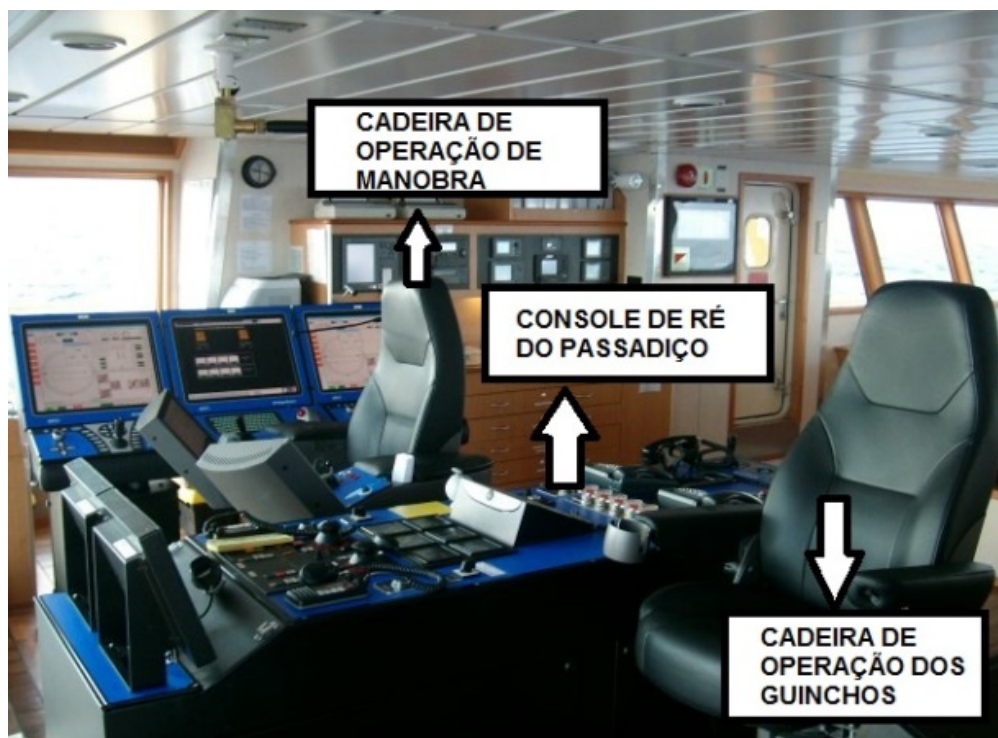 CADEIRA DE
OPERAÇÃO DE
MANOBRA
CONSOLE DE RÉ
DO PASSADIÇO
CADEIRA DE
OPERAÇÃO DOS
GUINCHOS